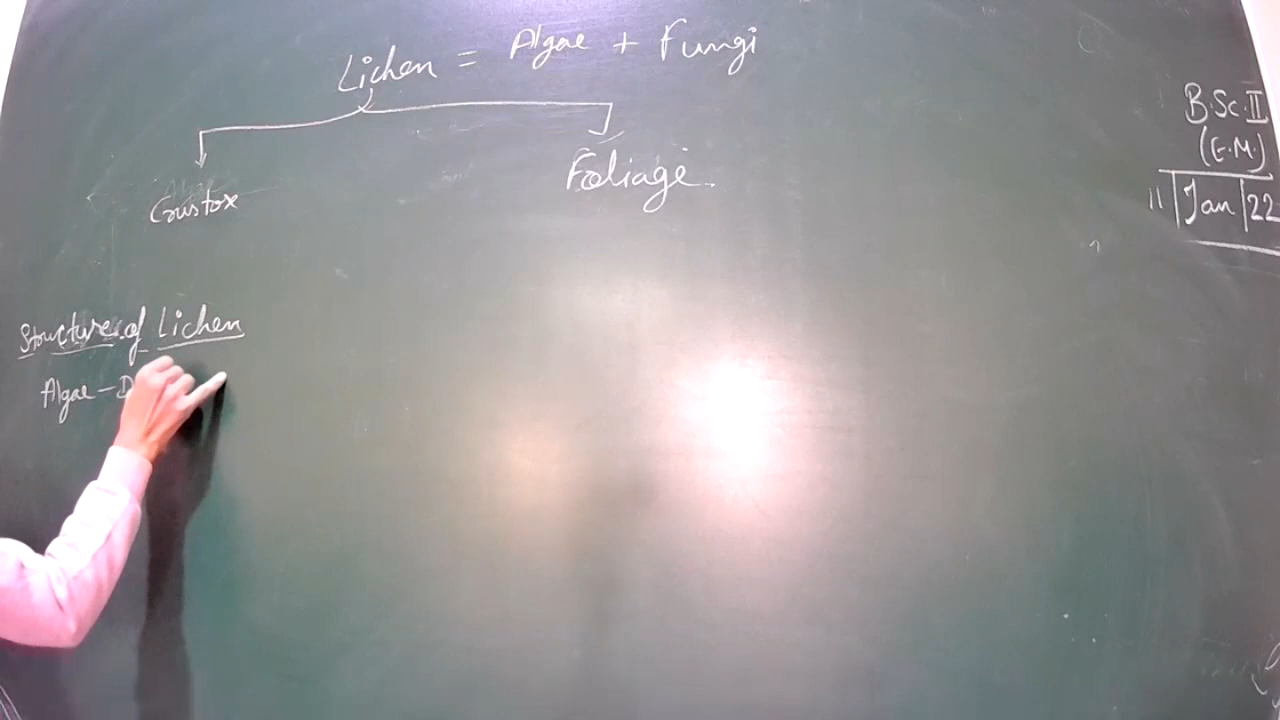 Lichen = Algae + Fungi
Crustox
Foliage.
B.Sc.II
(E.M.)
11|Jan|22
Structure of Lichen
Algae -